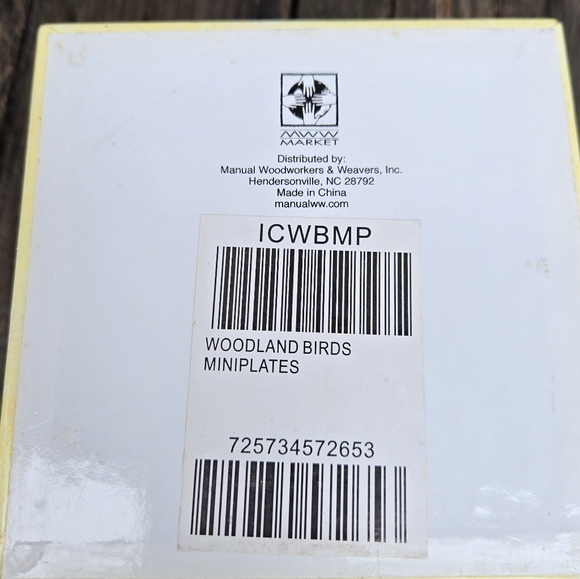 MWW
MARKET
Distributed by:
Manual Woodworkers & Weavers, Inc.
Hendersonville, NC 28792
Made in China
manualww.com
ICWBMP
WOODLAND BIRDS
MINIPLATES
725734572653